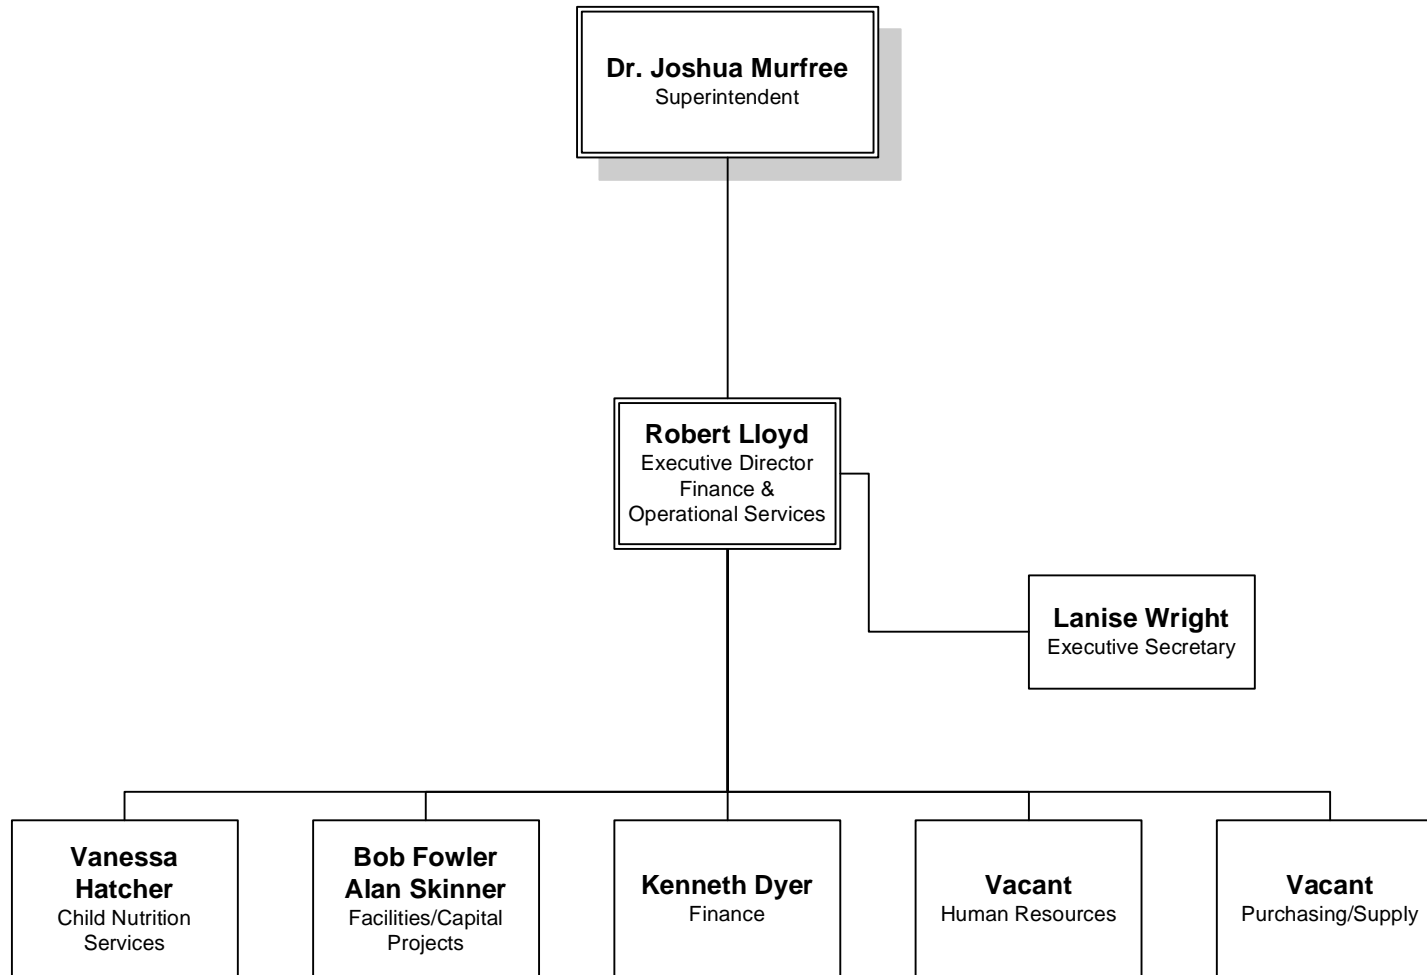 Dr. Joshua Murfree
Superintendent
Robert Lloyd
Executive Director
Finance &
Operational Services
Lanise Wright
Executive Secretary
Vanessa
Hatcher
Child Nutrition
Services
Bob Fowler
Alan Skinner
Facilities/Capital
Projects
Kenneth Dyer
Finance
Vacant
Human Resources
Vacant
Purchasing/Supply